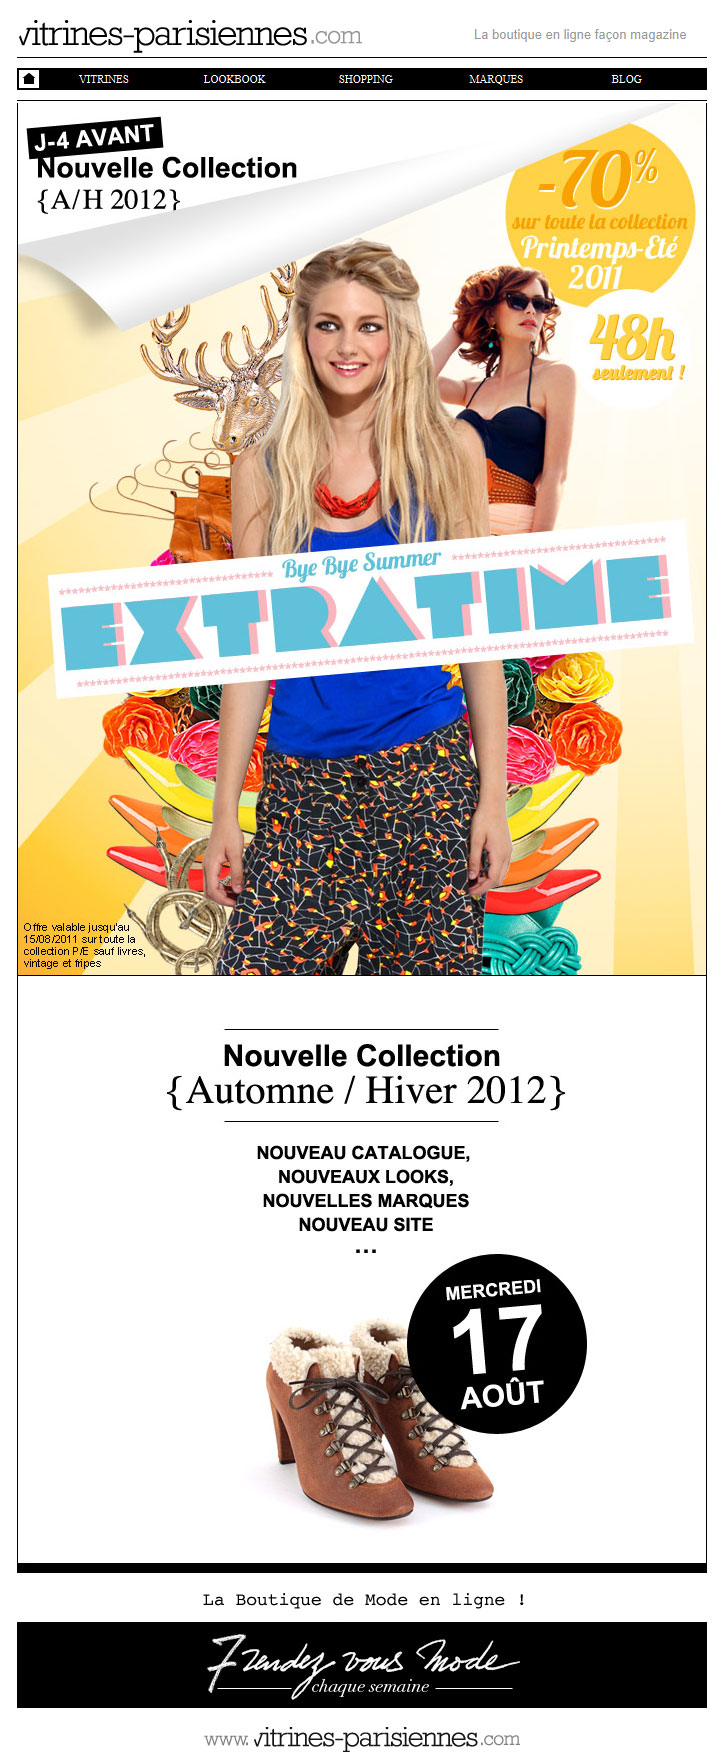 vitrines-parisiennes.com
La boutique en ligne façon magazine
VITRINES LOOKBOOK SHOPPING MARQUES BLOG
J-4 AVANT
Nouvelle Collection
{A/H 2012}
-70%
sur toute la collection
Printemps-Eté
2011
48h
seulement !
Bye Bye Summer
EXTRATIME
Offre valable jusqu'au
15/08/2011 sur toute la
collection P/E sauf livres,
vintage et fripes
Nouvelle Collection
{Automne / Hiver 2012}
NOUVEAU CATALOGUE,
NOUVEAUX LOOKS,
NOUVELLES MARQUES
NOUVEAU SITE
...
MERCREDI
17
AOÛT
La Boutique de Mode en ligne !
7 rendez vous Mode
chaque semaine
www.vitrines-parisiennes.com